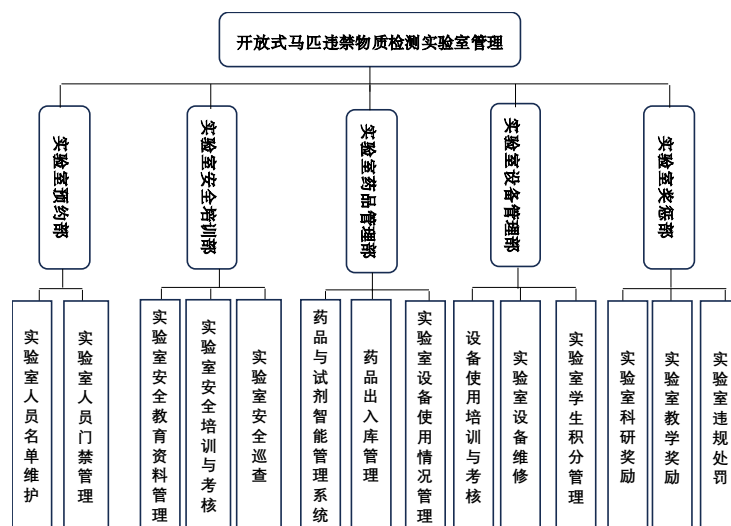 开放式马匹违禁物质检测实验室管理
实验室预约部
实验室安全培训部
实验室药品管理部
实验室设备管理部
实验室奖惩部
实验室人员名单维护
实验室人员门禁管理
实验室安全教育资料管理
实验室安全培训与考核
实验室安全巡查
药品与试剂智能管理系统
药品出入库管理
实验室设备使用情况管理
设备使用培训与考核
实验室设备维修
实验室学生积分管理
实验室科研奖励
实验室教学奖励
实验室违规处罚